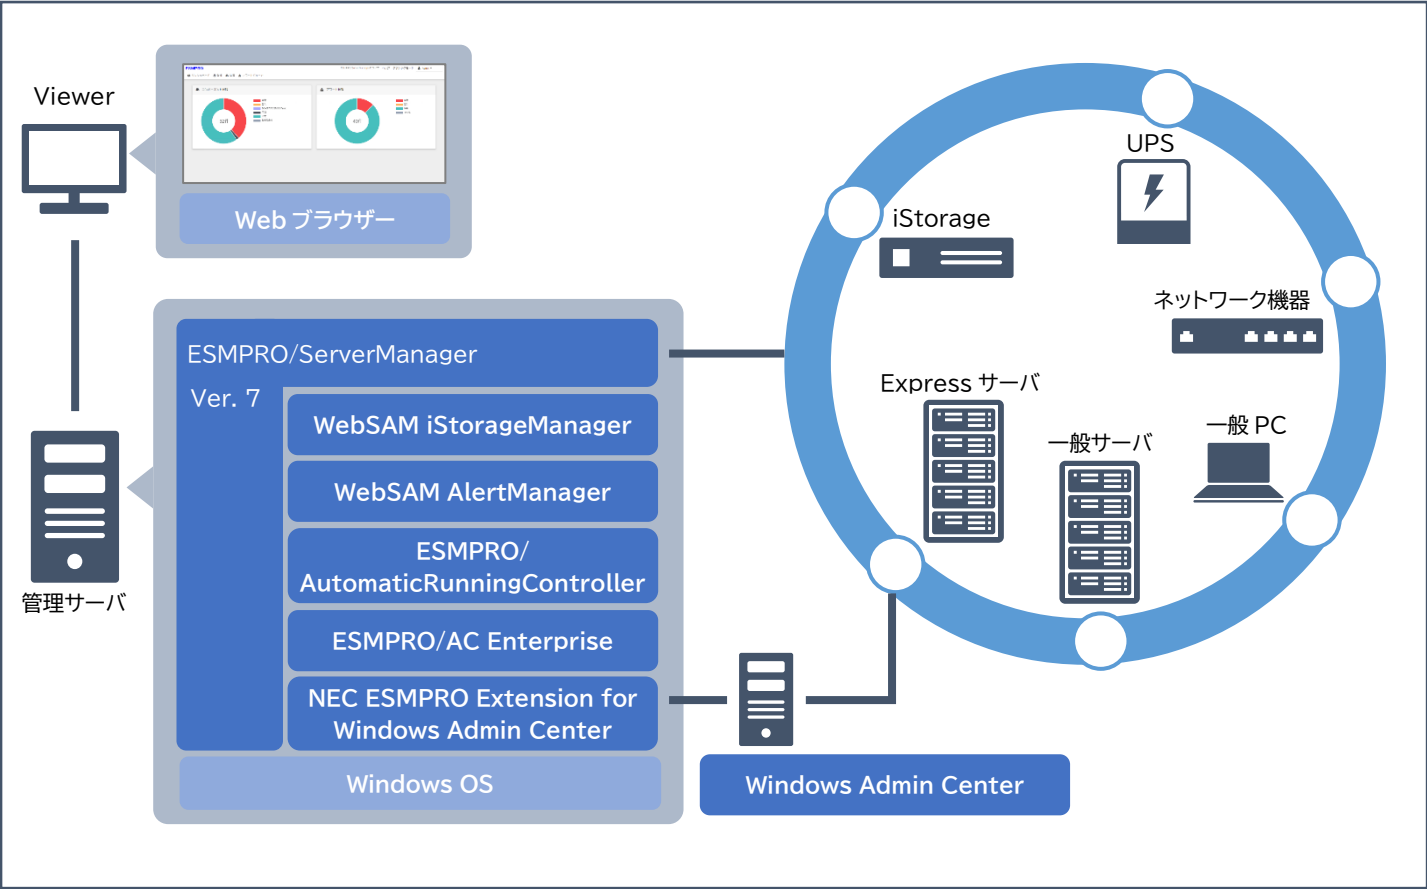 Viewer
Web ブラウザー
管理サーバ
ESMPRO/ServerManager
Ver. 7
WebSAM iStorageManager
WebSAM AlertManager
ESMPRO/
AutomaticRunningController
ESMPRO/AC Enterprise
NEC ESMPRO Extension for
Windows Admin Center
Windows OS
Windows Admin Center
UPS
iStorage
ネットワーク機器
Express サーバ
一般サーバ
一般 PC